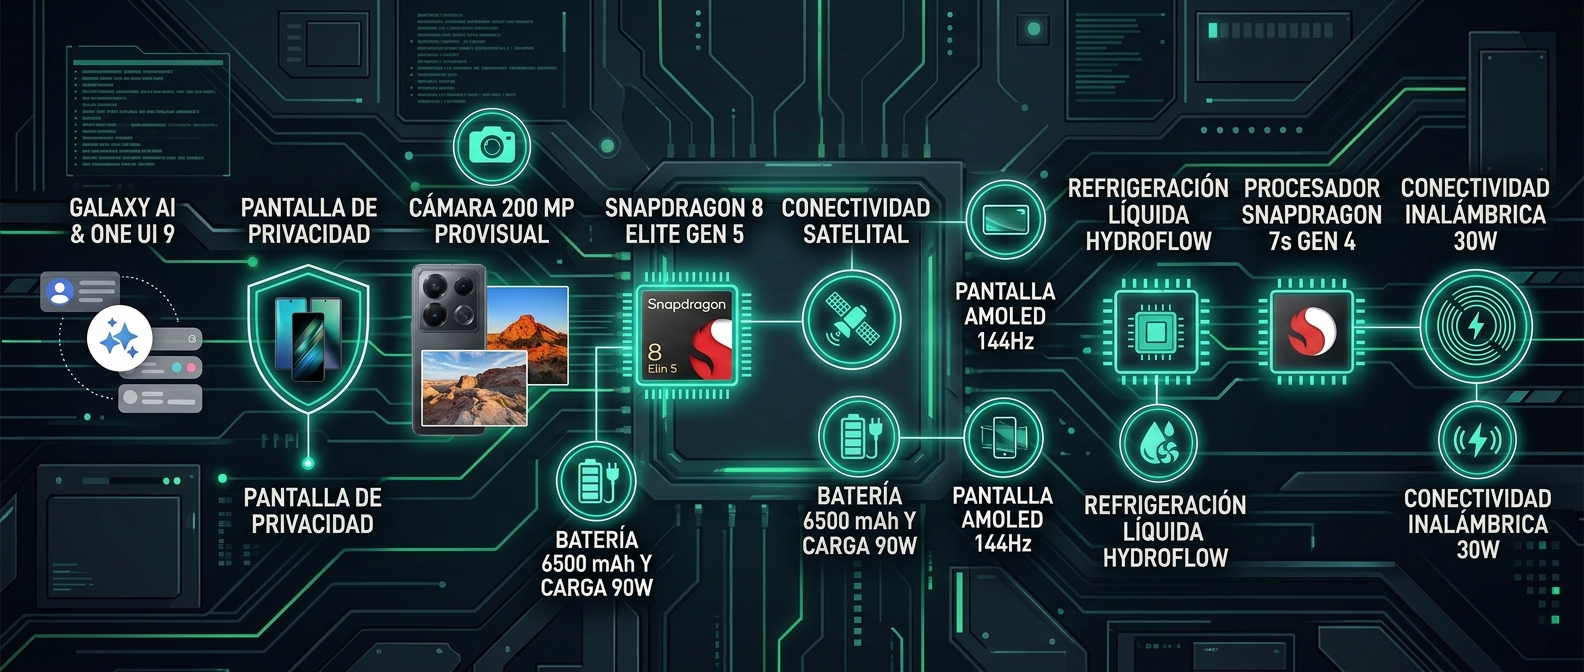 GALAXY AI
& ONE UI 9
PANTALLA DE
PRIVACIDAD
CÁMARA 200 MP
PROVISUAL
SNAPDRAGON 8
ELITE GEN 5
CONECTIVIDAD
SATELITAL
REFRIGERACIÓN
LÍQUIDA
HYDROFLOW
PROCESADOR
SNAPDRAGON
7s GEN 4
CONECTIVIDAD
INALÁMBRICA
30W
Snapdragon
8
Elin 5
PANTALLA
AMOLED
144Hz
PANTALLA DE
PRIVACIDAD
BATERÍA
6500 mAh Y
CARGA 90W
BATERÍA
6500 mAh Y
CARGA 90W
PANTALLA
AMOLED
144Hz
REFRIGERACIÓN
LÍQUIDA
HYDROFLOW
CONECTIVIDAD
INALÁMBRICA
30W